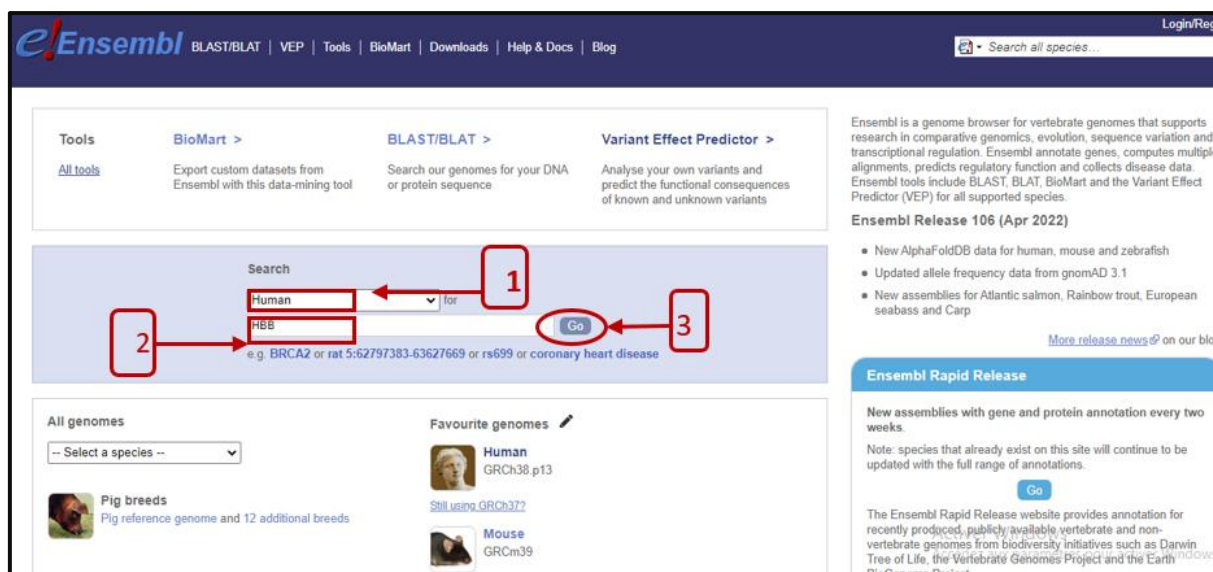 Login/Reg
e!Ensembl BLAST/BLAT | VEP | Tools | BioMart | Downloads | Help & Docs | Blog
Search all species...
Tools
All tools
BioMart >
Export custom datasets from
Ensembl with this data-mining tool
BLAST/BLAT >
Search our genomes for your DNA
or protein sequence
Variant Effect Predictor >
Analyse your own variants and
predict the functional consequences
of known and unknown variants
Search
1
Human for
2
HBB
Go
3
e.g. BRCA2 or rat 5:62797383-63627669 or rs699 or coronary heart disease
All genomes
-- Select a species --
Pig breeds
Pig reference genome and 12 additional breeds
Favourite genomes
Human
GRCh38.p13
Still using GRCh37?
Mouse
GRCm39
Ensembl is a genome browser for vertebrate genomes that supports
research in comparative genomics, evolution, sequence variation and
transcriptional regulation. Ensembl annotate genes, computes multiple
alignments, predicts regulatory function and collects disease data.
Ensembl tools include BLAST, BLAT, BioMart and the Variant Effect
Predictor (VEP) for all supported species.
Ensembl Release 106 (Apr 2022)
New AlphaFoldDB data for human, mouse and zebrafish
Updated allele frequency data from gnomAD 3.1
New assemblies for Atlantic salmon, Rainbow trout, European
seabass and Carp
More release news on our blo
Ensembl Rapid Release
New assemblies with gene and protein annotation every two
weeks.
Note: species that already exist on this site will continue to be
updated with the full range of annotations.
Go
The Ensembl Rapid Release website provides annotation for
recently produced, publicly available vertebrate and non-
vertebrate genomes from biodiversity initiatives such as Darwin
Tree of Life, the Vertebrate Genomes Project and the Earth
BioGenome Project